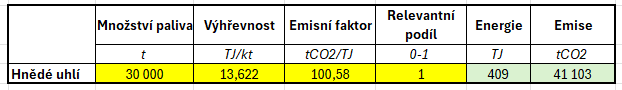 Množství paliva Výhřevnost Emisní faktor Relevantní podíl Energie Emise
t TJ/kt tCO2/TJ 0-1 TJ tCO2
Hnědé uhlí 30 000 13,622 100,58 1 409 41 103